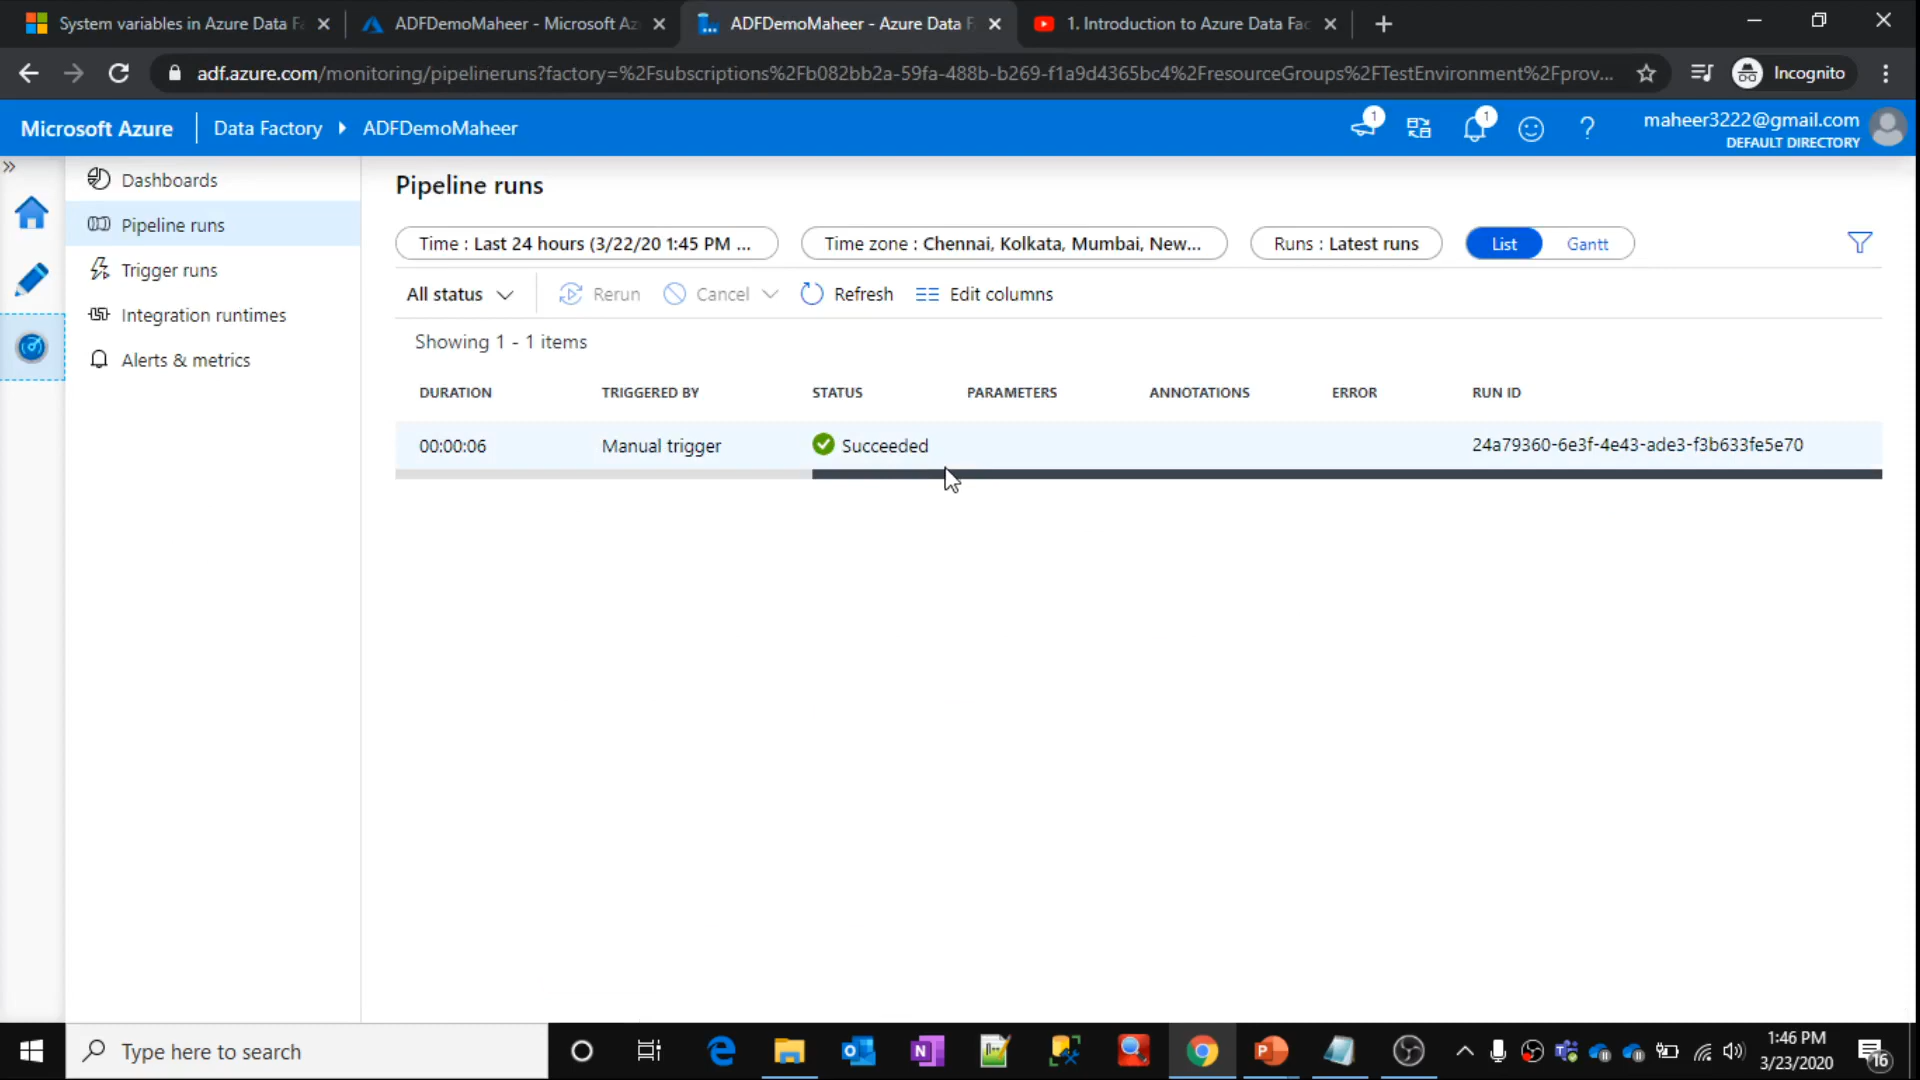 System variables in Azure Data Fa
ADFDemoMaheer - Microsoft Az
ADFDemoMaheer - Azure Data F
1. Introduction to Azure Data Fac
adf.azure.com/monitoring/pipelineruns?factory=%2Fsubscriptions%2Fb082bb2a-59fa-488b-b269-f1a9d4365bc4%2FresourceGroups%2FTestEnvironment%2Fprov...
Incognito
Microsoft Azure
Data Factory
ADFDemoMaheer
1
1
maheer3222@gmail.com
DEFAULT DIRECTORY
Dashboards
Pipeline runs
Trigger runs
Integration runtimes
Alerts & metrics
Pipeline runs
Time : Last 24 hours (3/22/20 1:45 PM ...
Time zone : Chennai, Kolkata, Mumbai, New...
Runs : Latest runs
List
Gantt
All status
Rerun
Cancel
Refresh
Edit columns
Showing 1 - 1 items
DURATION TRIGGERED BY STATUS PARAMETERS ANNOTATIONS ERROR RUN ID
00:00:06 Manual trigger Succeeded 24a79360-6e3f-4e43-ade3-f3b633fe5e70
Type here to search
1:46 PM
3/23/2020
16